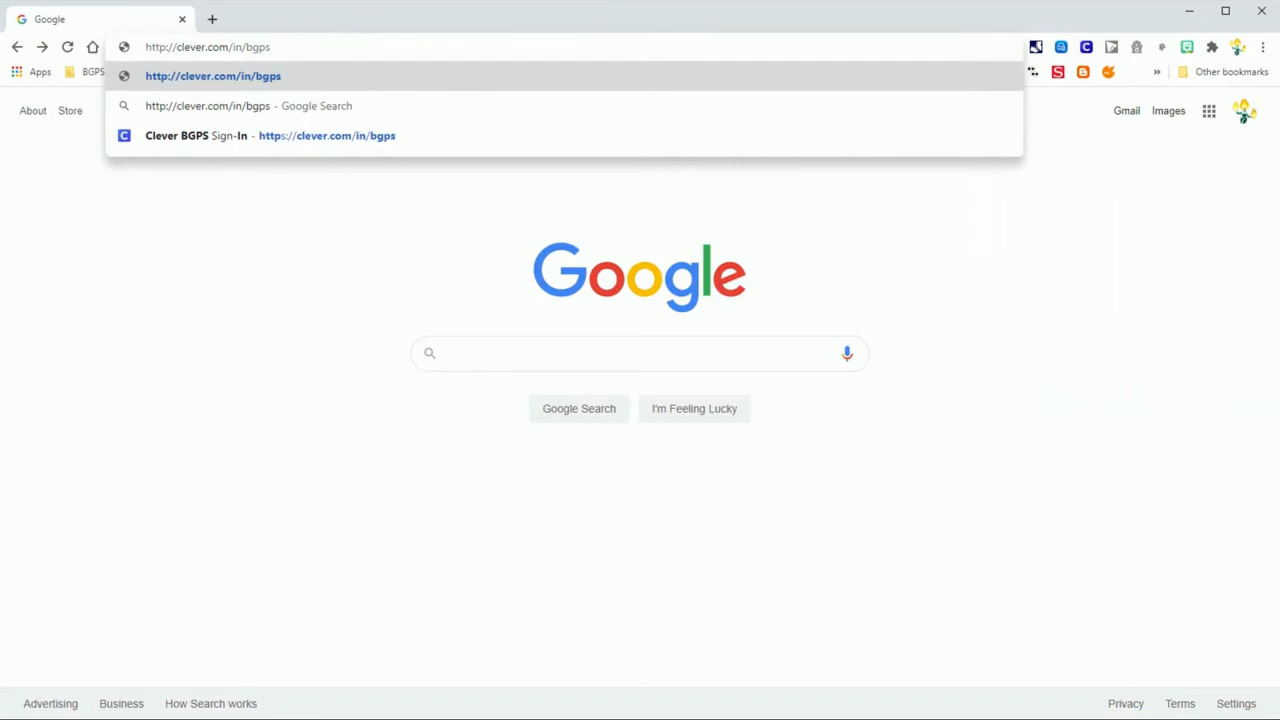 Google
http://clever.com/in/bgps
http://clever.com/in/bgps
http://clever.com/in/bgps - Google Search
Clever BGPS Sign-In - https://clever.com/in/bgps
Apps
BGPS
Other bookmarks
About Store
Gmail Images
Google
Google Search I'm Feeling Lucky
Advertising Business How Search works
Privacy Terms Settings